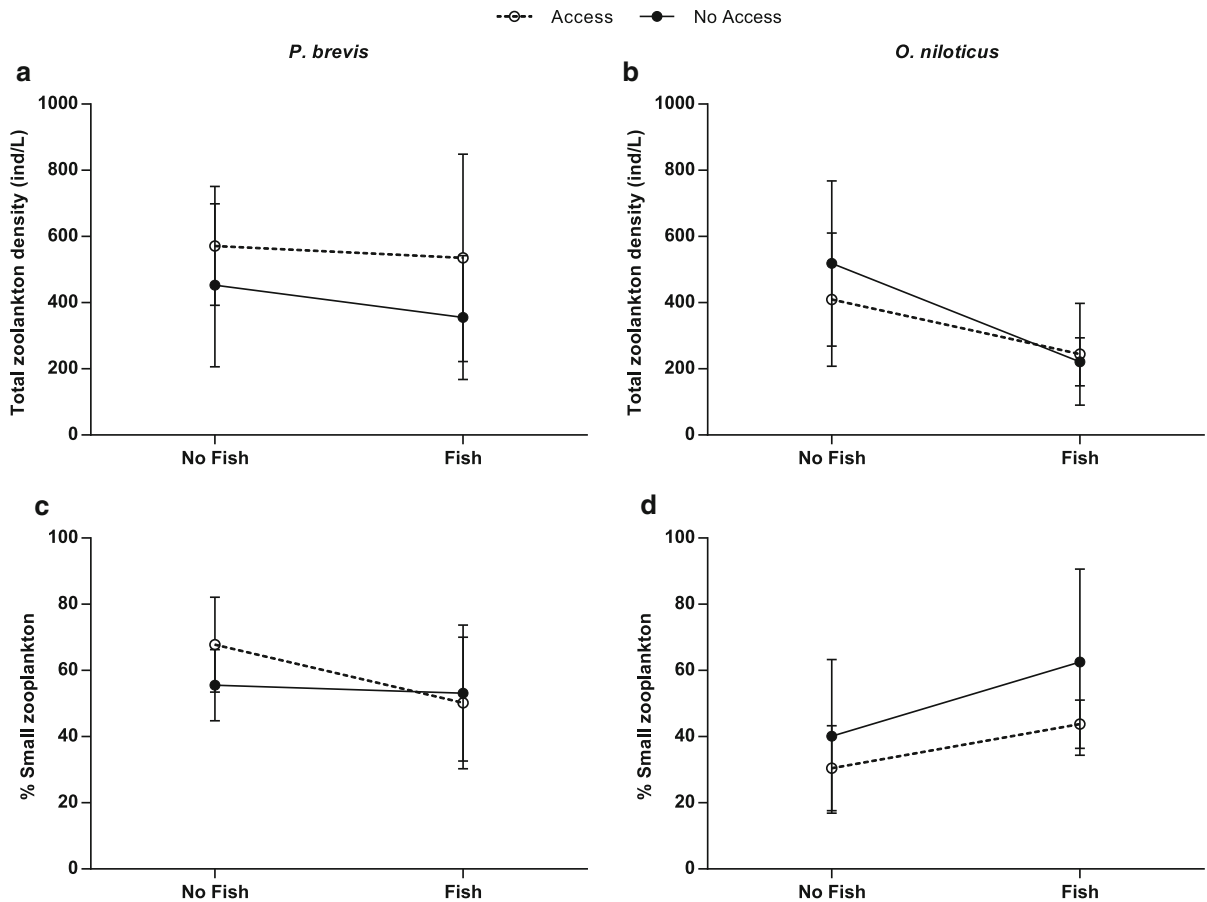 Access No Access
P. brevis O. niloticus
a
Total zoolankton density (ind/L)
1000
800
600
400
200
0
No Fish Fish
b
Total zoolankton density (ind/L)
1000
800
600
400
200
0
No Fish Fish
c
% Small zooplankton
100
80
60
40
20
0
No Fish Fish
d
% Small zooplankton
100
80
60
40
20
0
No Fish Fish